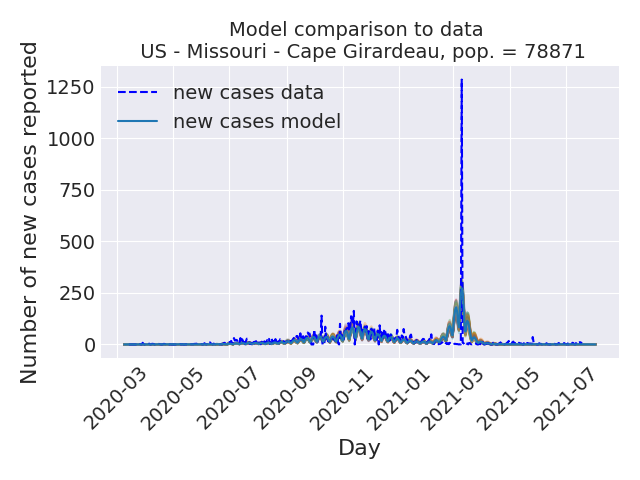 Model comparison to data
US - Missouri - Cape Girardeau, pop. = 78871
Number of new cases reported
1250
1000
750
500
250
0
new cases data
new cases model
2020-03
2020-05
2020-07
2020-09
2020-11
2021-01
2021-03
2021-05
2021-07
Day